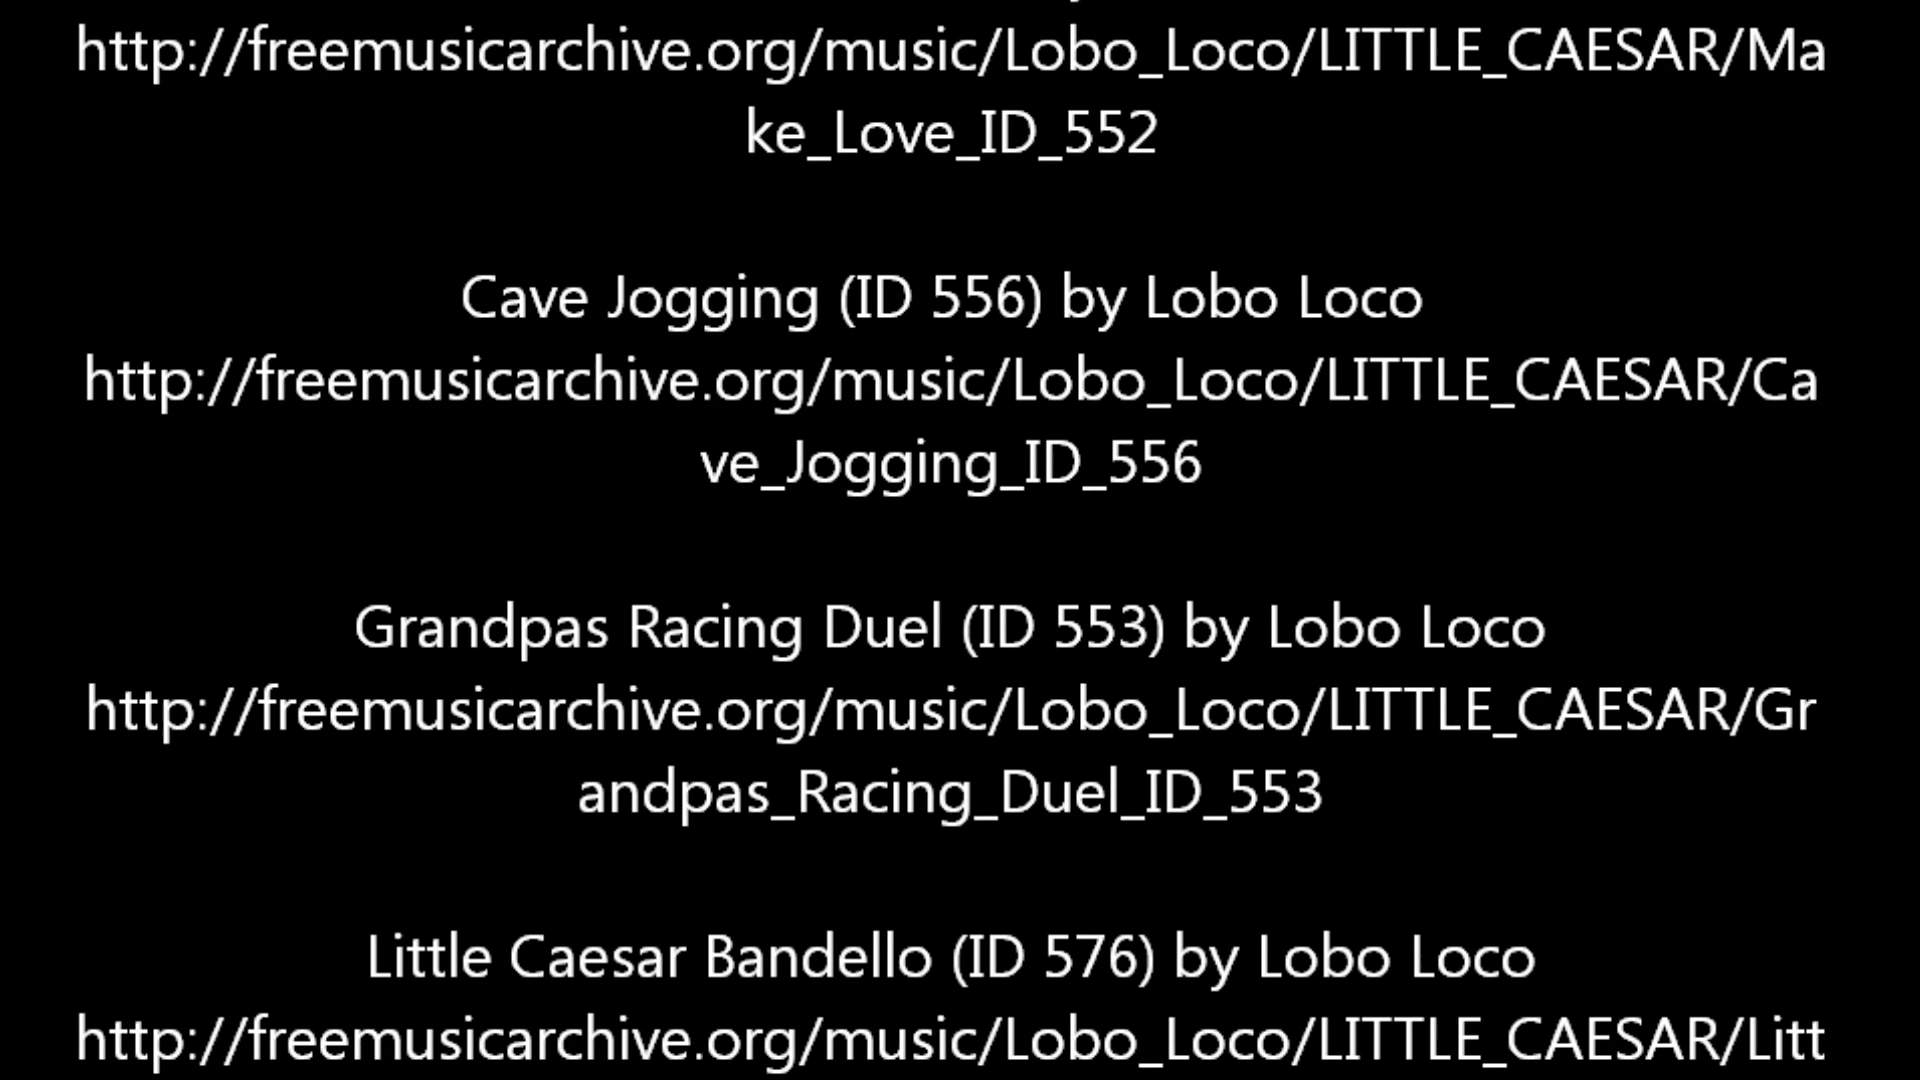 http://freemusicarchive.org/music/Lobo_Loco/LITTLE_CAESAR/Ma
ke_Love_ID_552
Cave Jogging (ID 556) by Lobo Loco
http://freemusicarchive.org/music/Lobo_Loco/LITTLE_CAESAR/Ca
ve_Jogging_ID_556
Grandpas Racing Duel (ID 553) by Lobo Loco
http://freemusicarchive.org/music/Lobo_Loco/LITTLE_CAESAR/Gr
andpas_Racing_Duel_ID_553
Little Caesar Bandello (ID 576) by Lobo Loco
http://freemusicarchive.org/music/Lobo_Loco/LITTLE_CAESAR/Litt